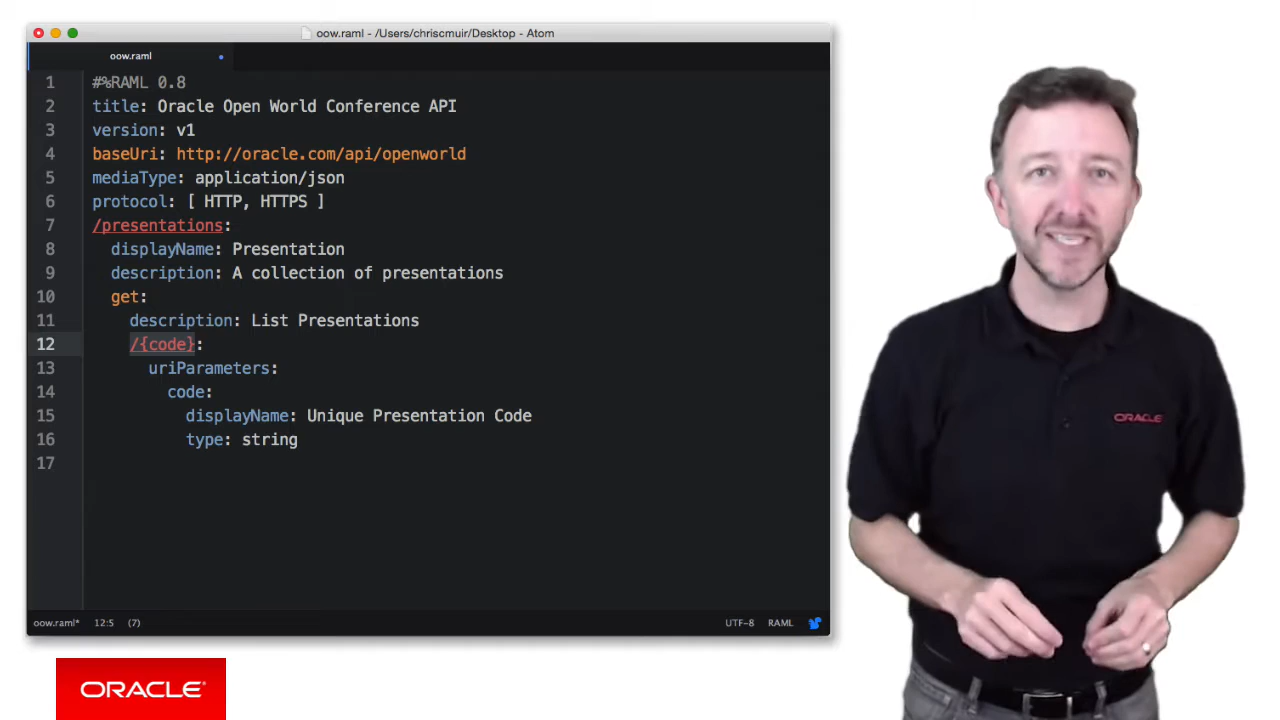 oow.raml - /Users/chriscmuir/Desktop - Atom
oow.raml
1 #%RAML 0.8
2 title: Oracle Open World Conference API
3 version: v1
4 baseUri: http://oracle.com/api/openworld
5 mediaType: application/json
6 protocol: [ HTTP, HTTPS ]
7 /presentations:
8 displayName: Presentation
9 description: A collection of presentations
10 get:
11 description: List Presentations
12 /{code}:
13 uriParameters:
14 code:
15 displayName: Unique Presentation Code
16 type: string
17
oow.raml* 12:5 (7) UTF-8 RAML
ORACLE
ORACLE®